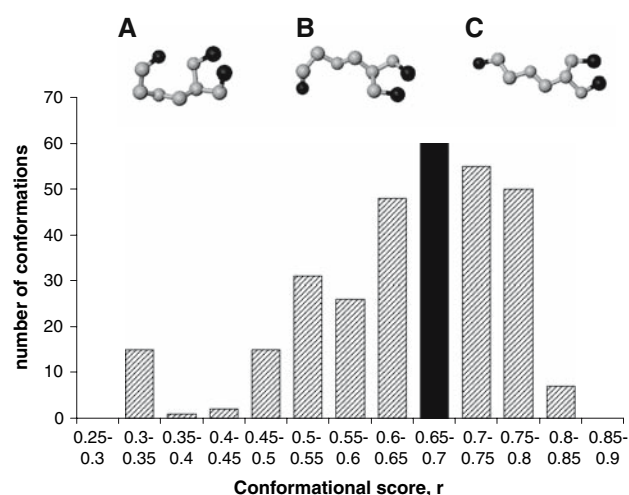 A B C
70
60
50
40
30
20
10
0
number of conformations
0.25- 0.3- 0.35- 0.4- 0.45- 0.5- 0.55- 0.6- 0.65- 0.7- 0.75- 0.8- 0.85-
0.3 0.35 0.4 0.45 0.5 0.55 0.6 0.65 0.7 0.75 0.8 0.85 0.9
Conformational score, r